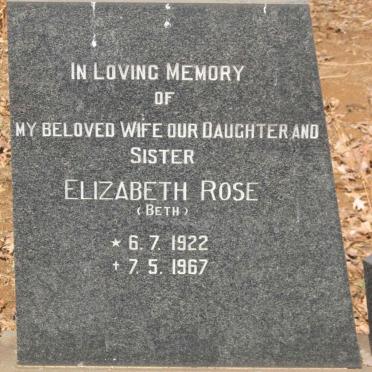 IN LOVING MEMORY
OF
MY BELOVED WIFE OUR DAUGHTER AND
SISTER
ELIZABETH ROSE
(BETH)
* 6. 7. 1922
+ 7. 5. 1967